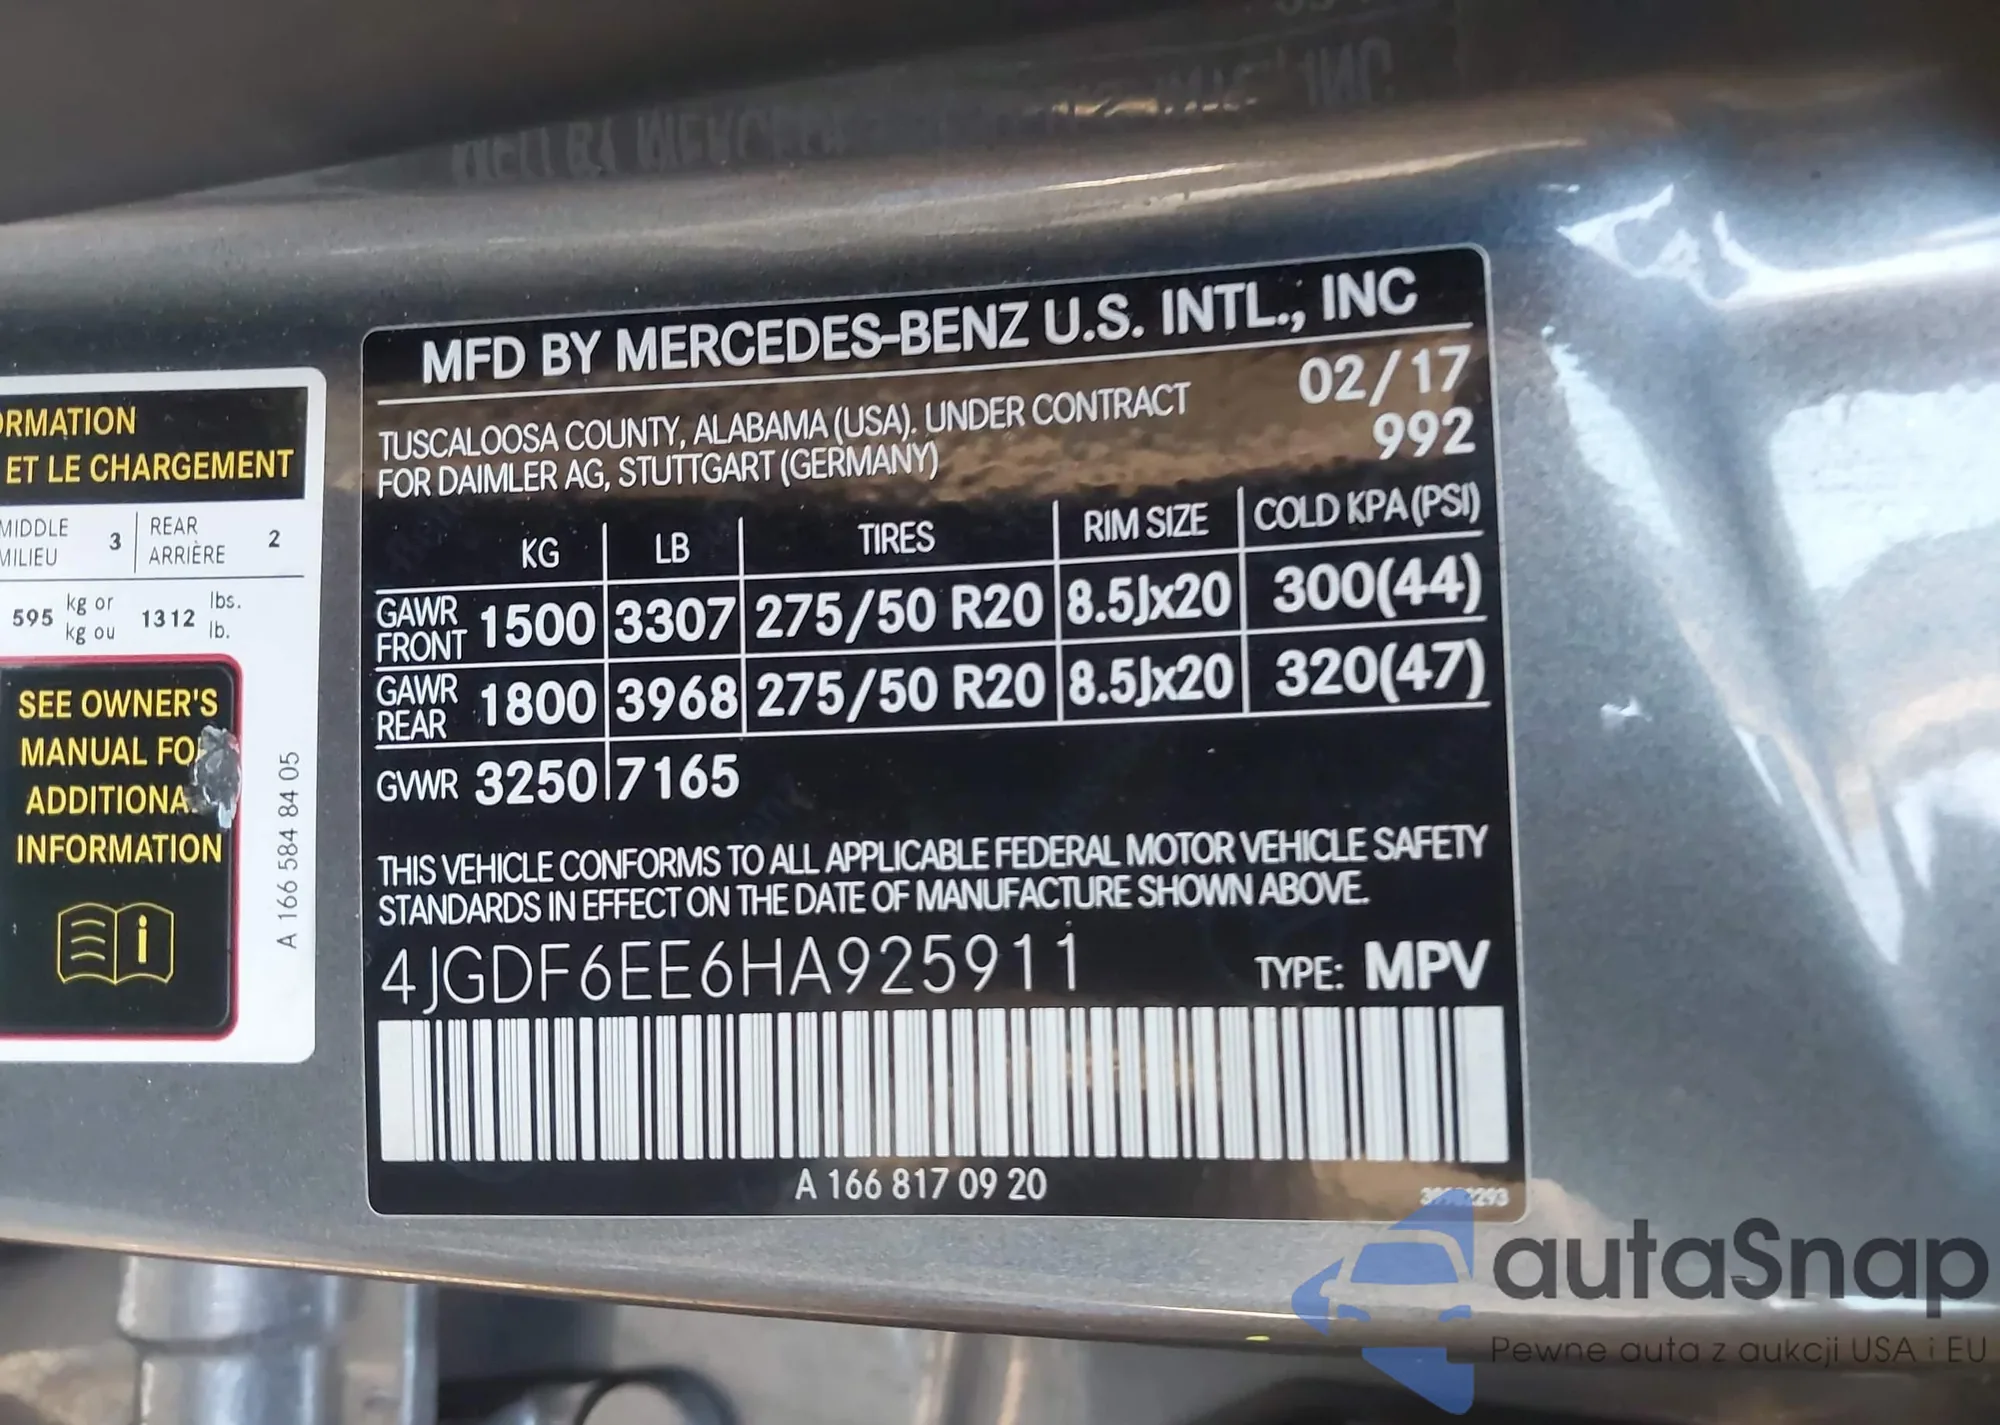 ORMATION
ET LE CHARGEMENT
MIDDLE
MILIEU
3
REAR
ARRIÈRE
2
595 kg or 1312 lbs.
kg ou lb.
SEE OWNER'S
MANUAL FO
ADDITIONA
INFORMATION
i
A 166 584 84 05
MFD BY MERCEDES-BENZ U.S. INTL., INC
02/17
TUSCALOOSA COUNTY, ALABAMA (USA). UNDER CONTRACT
992
FOR DAIMLER AG, STUTTGART (GERMANY)
KG LB TIRES RIM SIZE COLD KPA (PSI)
GAWR
FRONT
1500 3307 275/50 R20 8.5Jx20 300(44)
GAWR
REAR
1800 3968 275/50 R20 8.5Jx20 320(47)
GVWR 3250 7165
THIS VEHICLE CONFORMS TO ALL APPLICABLE FEDERAL MOTOR VEHICLE SAFETY
STANDARDS IN EFFECT ON THE DATE OF MANUFACTURE SHOWN ABOVE.
4JGDF6EE6HA925911 TYPE: MPV
A 166 817 09 20
autaSnap
Pewne auta z aukcji USA i EU